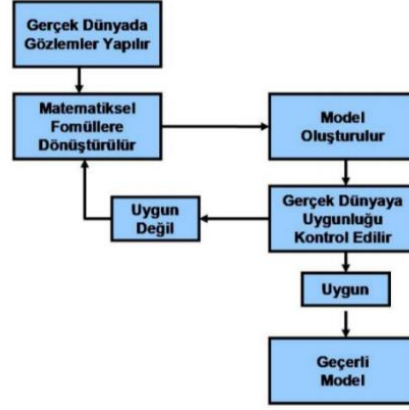 Gerçek Dünyada
Gözlemler Yapılır
Matematiksel
Fomüllere
Dönüştürülür
Model
Oluşturulur
Gerçek Dünyaya
Uygunluğu
Kontrol Edilir
Uygun
Değil
Uygun
Geçerli
Model